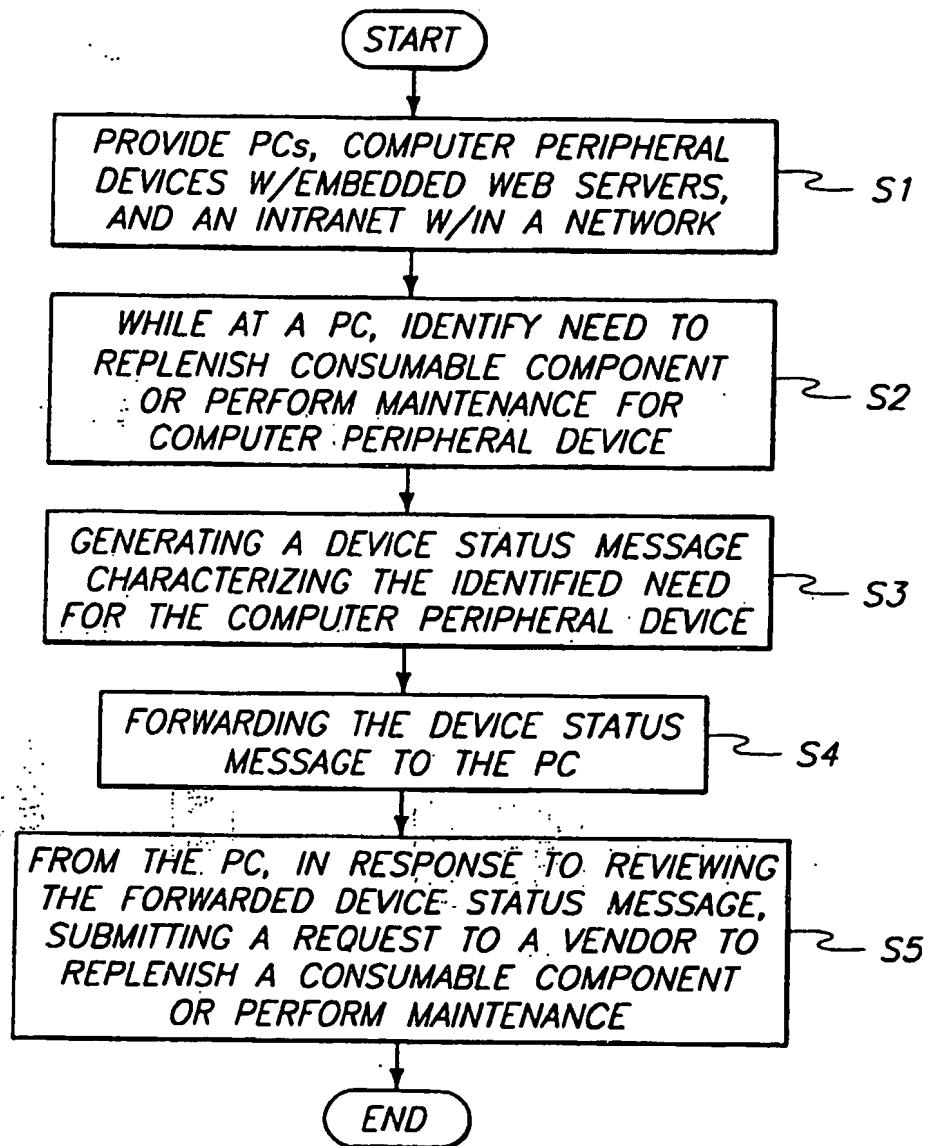 START
PROVIDE PCs, COMPUTER PERIPHERAL
DEVICES W/EMBEDDED WEB SERVERS,
AND AN INTRANET W/IN A NETWORK
S1
WHILE AT A PC, IDENTIFY NEED TO
REPLENISH CONSUMABLE COMPONENT
OR PERFORM MAINTENANCE FOR
COMPUTER PERIPHERAL DEVICE
S2
GENERATING A DEVICE STATUS MESSAGE
CHARACTERIZING THE IDENTIFIED NEED
FOR THE COMPUTER PERIPHERAL DEVICE
S3
FORWARDING THE DEVICE STATUS
MESSAGE TO THE PC
S4
FROM THE PC, IN RESPONSE TO REVIEWING
THE FORWARDED DEVICE STATUS MESSAGE,
SUBMITTING A REQUEST TO A VENDOR TO
REPLENISH A CONSUMABLE COMPONENT
OR PERFORM MAINTENANCE
S5
END